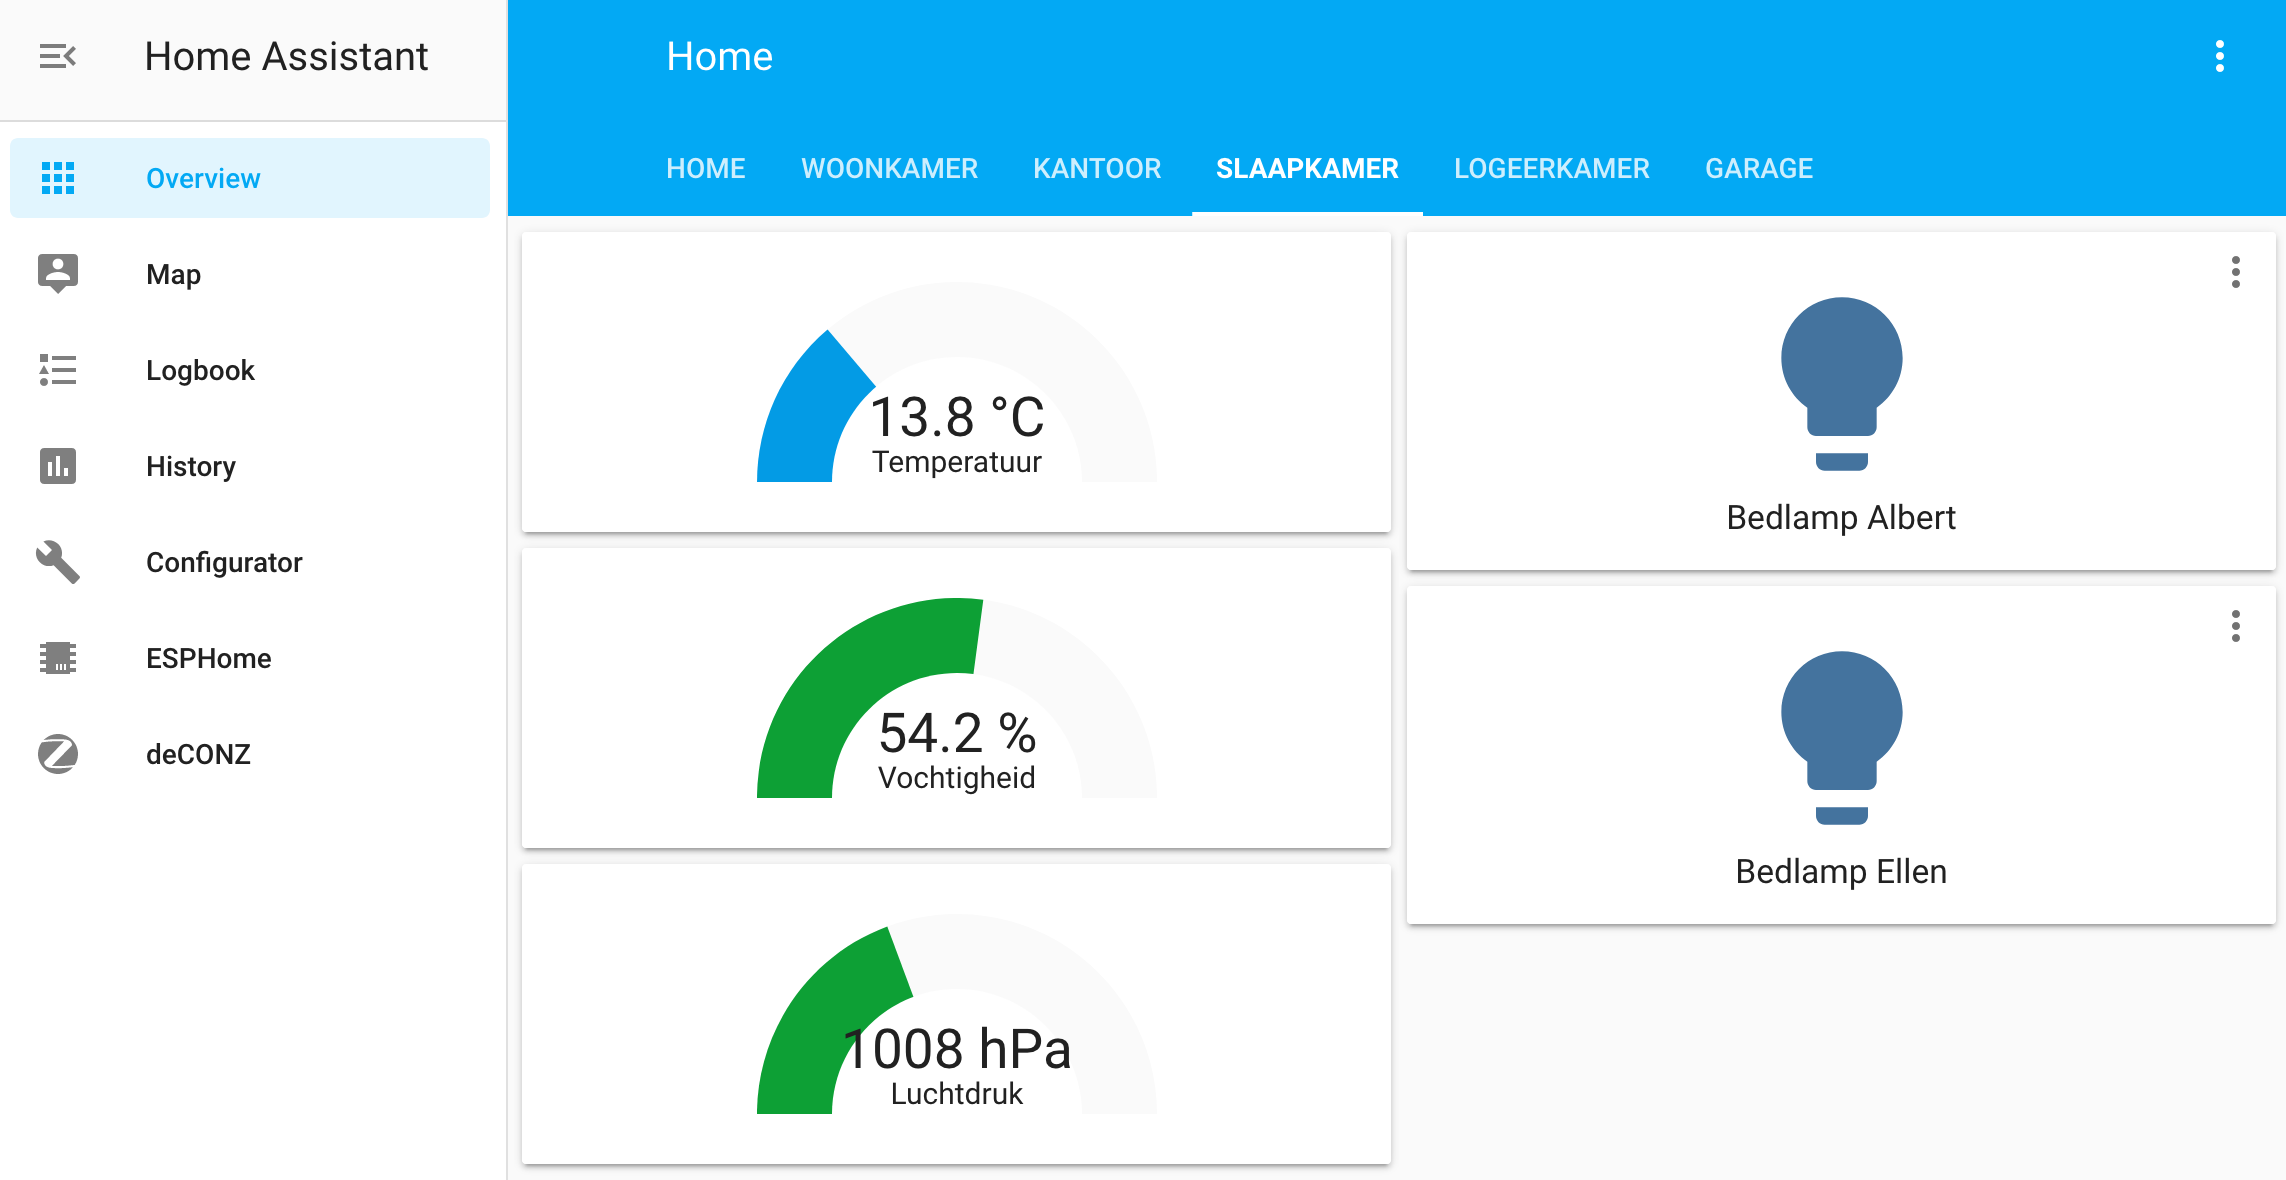 Home Assistant
Overview
Map
Logbook
History
Configurator
ESPHome
deCONZ
Home
HOME WOONKAMER KANTOOR SLAAPKAMER LOGEERKAMER GARAGE
13.8 °C
Temperatuur
54.2 %
Vochtigheid
1008 hPa
Luchtdruk
Bedlamp Albert
Bedlamp Ellen